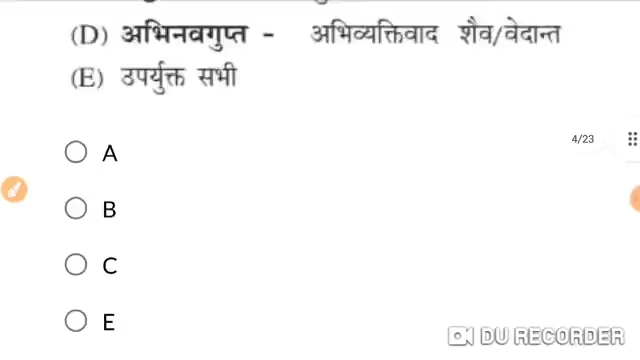 (D) अभिनवगुप्त - अभिव्यक्तिवाद शैव/वेदान्त
(E) उपर्युक्त सभी
4/23
A
B
C
E
DU RECORDER